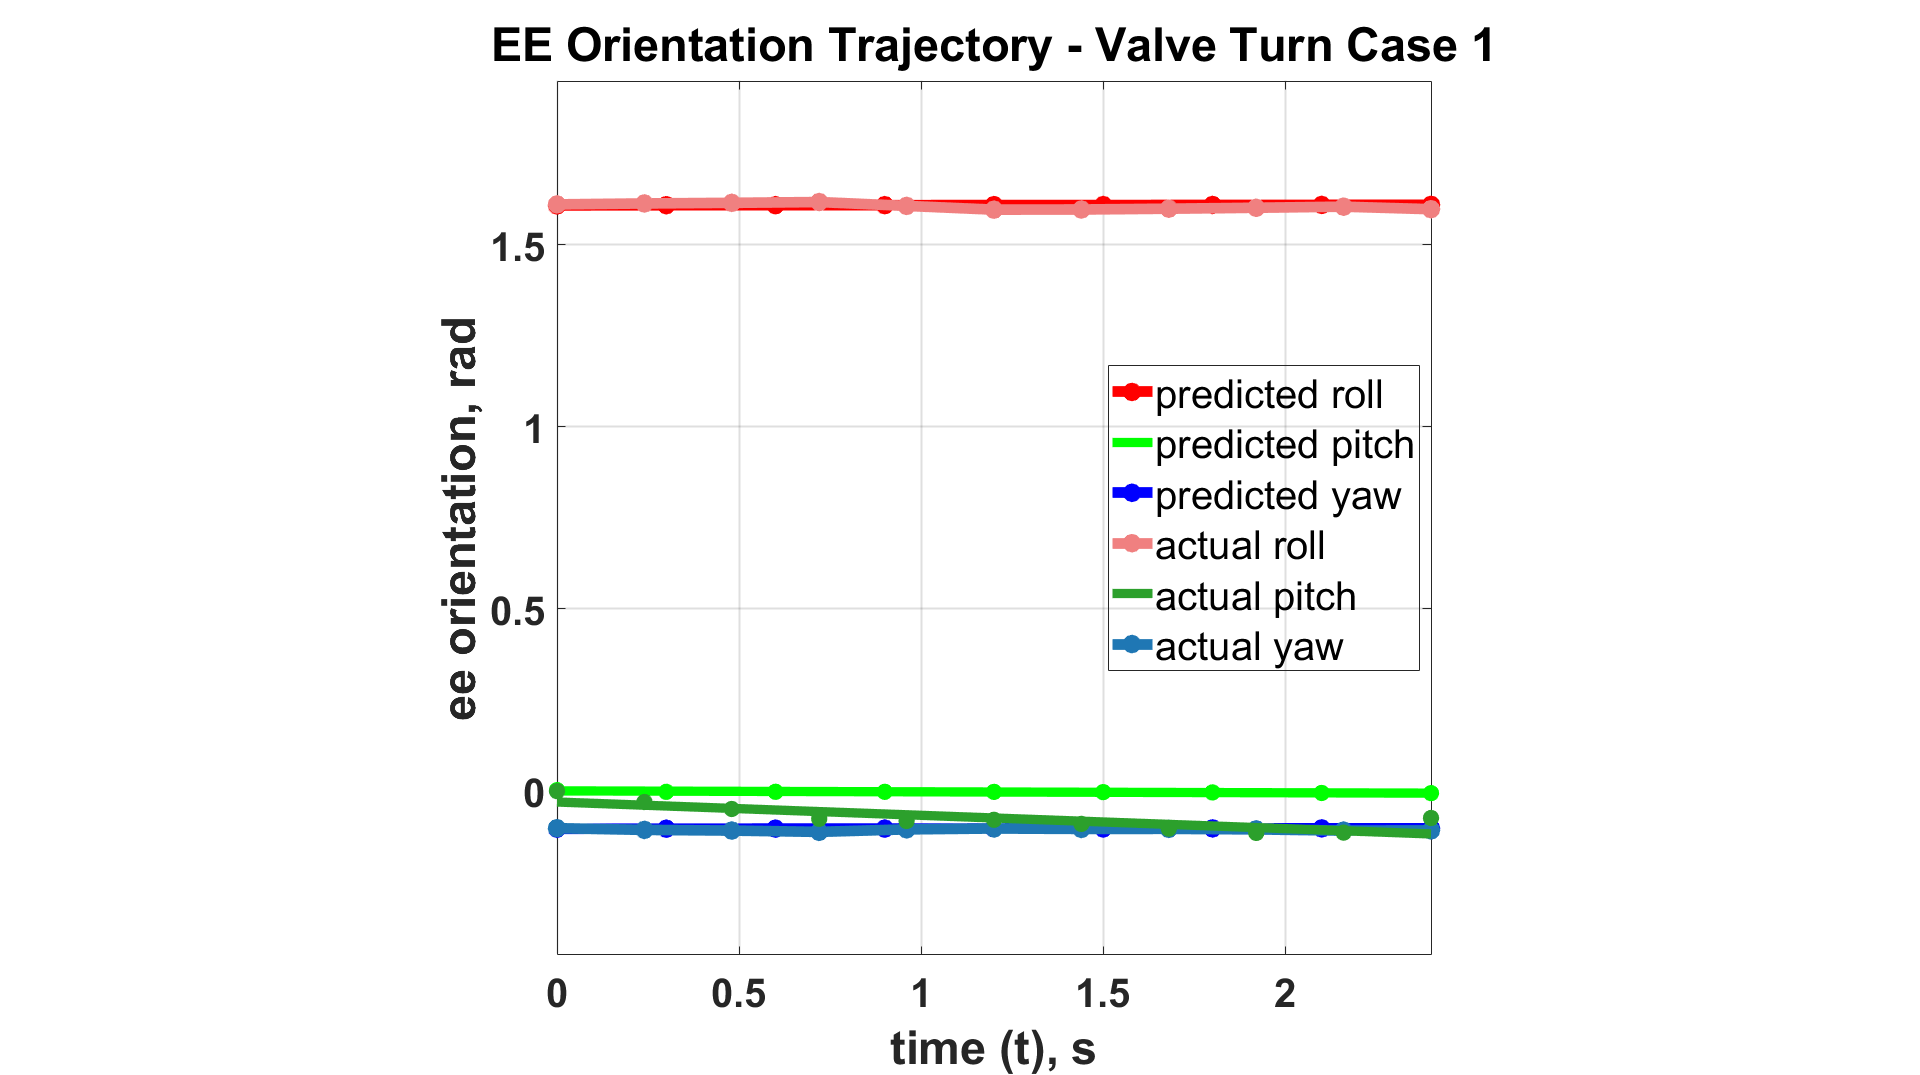 EE Orientation Trajectory - Valve Turn Case 1
ee orientation, rad
1.5
1
0.5
0
predicted roll
predicted pitch
predicted yaw
actual roll
actual pitch
actual yaw
0 0.5 1 1.5 2
time (t), s